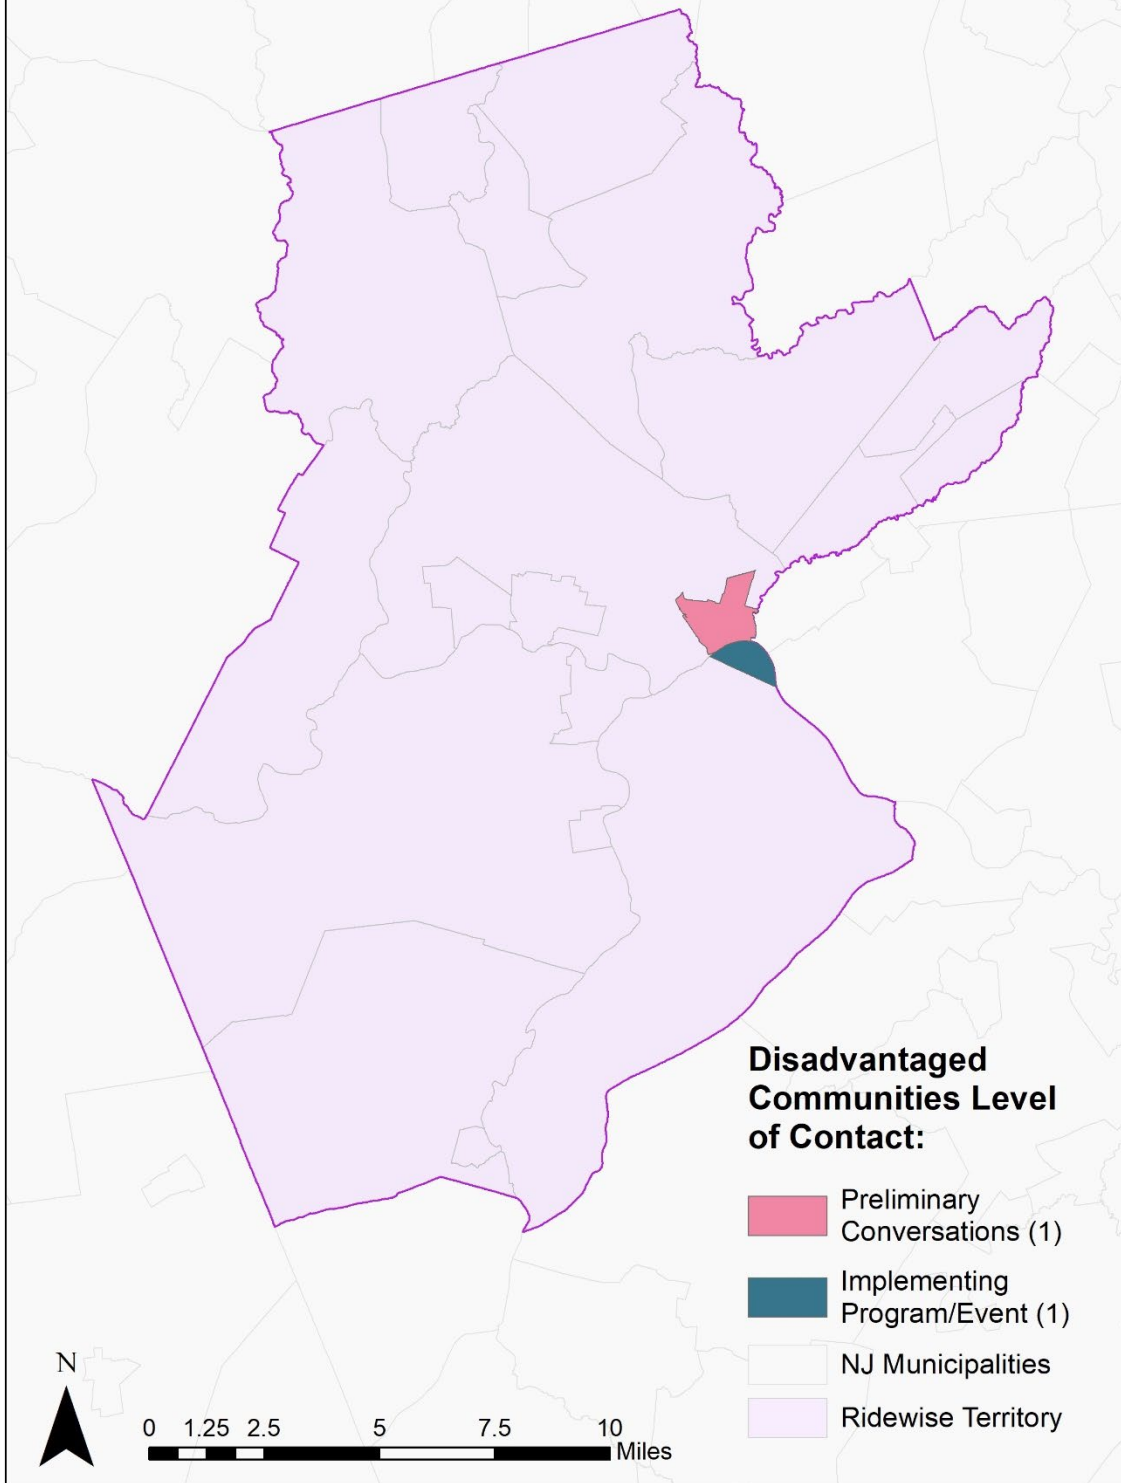 Disadvantaged
Communities Level
of Contact:
Preliminary
Conversations (1)
Implementing
Program/Event (1)
NJ Municipalities
Ridewise Territory
N
0 1.25 2.5 5 7.5 10
Miles